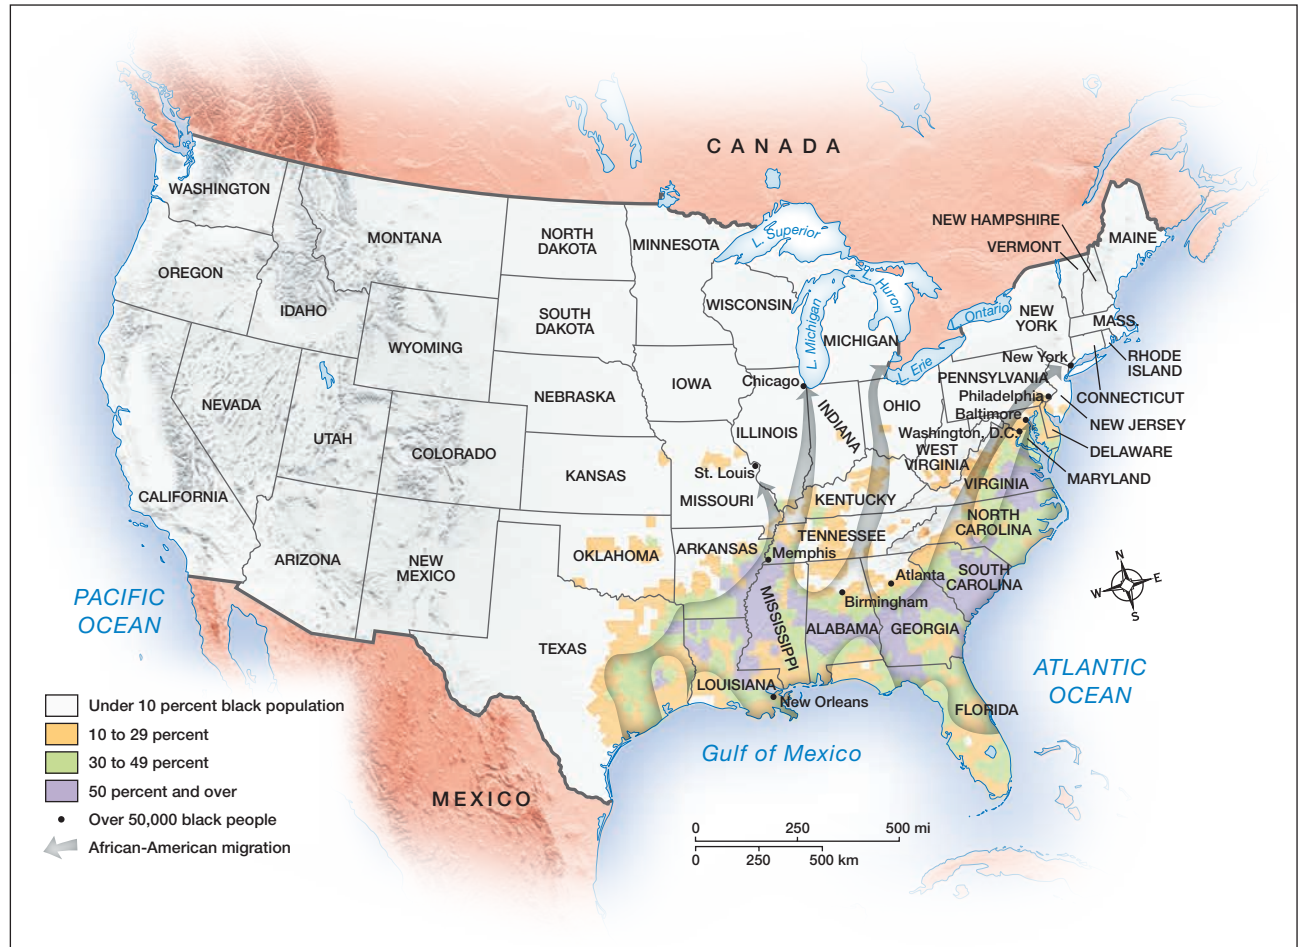 CANADA
WASHINGTON
MONTANA
NORTH
DAKOTA
MINNESOTA
L. Superior
NEW HAMPSHIRE
VERMONT
MAINE
OREGON
IDAHO
SOUTH
DAKOTA
WISCONSIN
L. Michigan
L. Huron
MICHIGAN
L. Ontario
NEW
YORK
MASS.
WYOMING
L. Erie
New York
RHODE
ISLAND
IOWA
Chicago
PENNSYLVANIA
NEBRASKA
NEVADA
Philadelphia
CONNECTICUT
OHIO
INDIANA
Baltimore
NEW JERSEY
UTAH
ILLINOIS
Washington, D.C.
COLORADO
WEST
VIRGINIA
DELAWARE
KANSAS
St. Louis
MARYLAND
CALIFORNIA
MISSOURI
KENTUCKY
VIRGINIA
NORTH
CAROLINA
TENNESSEE
ARIZONA
NEW
MEXICO
OKLAHOMA
ARKANSAS
Memphis
SOUTH
CAROLINA
Atlanta
PACIFIC
OCEAN
Birmingham
MISSISSIPPI
ALABAMA
GEORGIA
TEXAS
N
W
E
S
ATLANTIC
OCEAN
LOUISIANA
New Orleans
FLORIDA
Gulf of Mexico
MEXICO
Under 10 percent black population
10 to 29 percent
30 to 49 percent
50 percent and over
Over 50,000 black people
African-American migration
0 250 500 mi
0 250 500 km